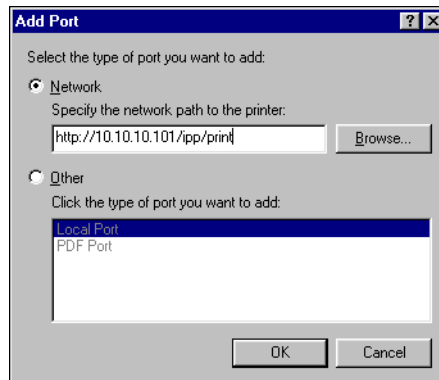 Add Port
Select the type of port you want to add:
Network
Specify the network path to the printer:
http://10.10.10.101/ipp/print
Browse...
Other
Click the type of port you want to add:
Local Port
PDF Port
OK
Cancel